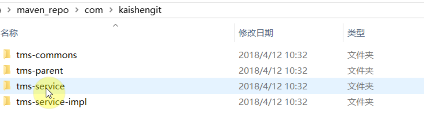 maven_repo > com > kaishengit
名称 修改日期 类型
tms-commons 2018/4/12 10:32 文件夹
tms-parent 2018/4/12 10:32 文件夹
tms-service 2018/4/12 10:32 文件夹
tms-service-impl 2018/4/12 10:32 文件夹